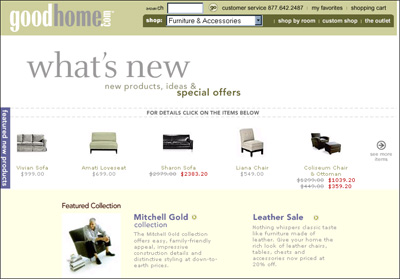 goodhome.com
search go customer service 877.642.2487 my favorites shopping cart
shop: Furniture & Accessories shop by room custom shop the outlet
what's new
new products, ideas &
special offers
FOR DETAILS CLICK ON THE ITEMS BELOW
featured new products
Vivian Sofa
$999.00
Amati Loveseat
$699.00
Sharon Sofa
$2979.00 $2383.20
Liana Chair
$549.00
Coliseum Chair
& Ottoman
$1299.00 $1039.20
$449.00 $359.20
see more
items
Featured Collection
Mitchell Gold
collection
The Mitchell Gold collection
offers easy, family-friendly
appeal, impressive
construction details and
distinctive styling at down-to-
earth prices.
Leather Sale
Nothing whispers classic taste
like furniture made of
leather. Give your home the
rich look of leather chairs,
tables, chests and
accessories now priced at
20% off.